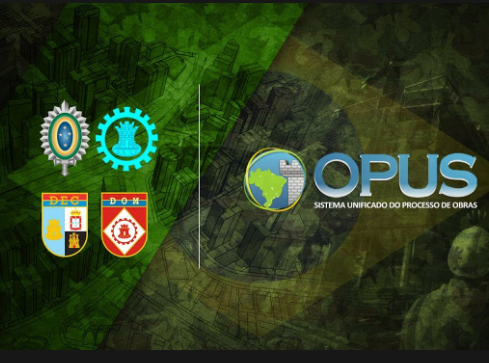 DEC
DOM
OPUS
SISTEMA UNIFICADO DO PROCESSO DE OBRAS